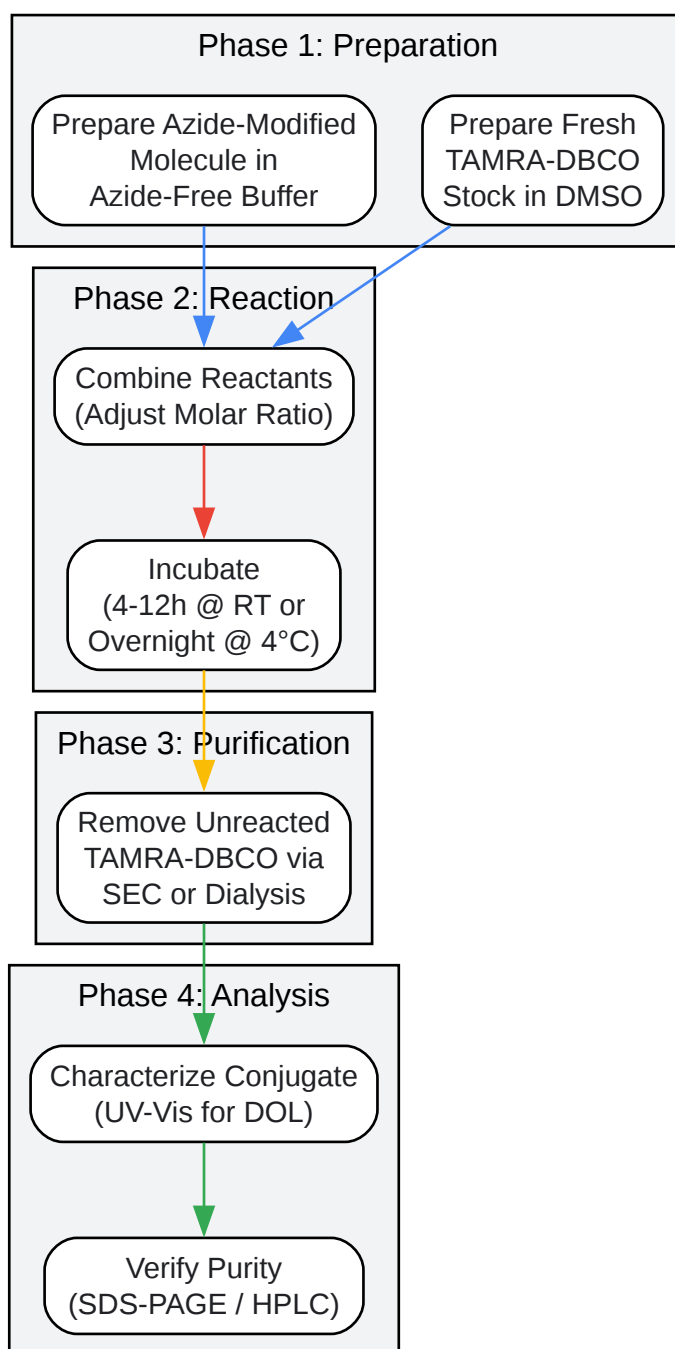 Phase 1: Preparation
Prepare Azide-Modified
Molecule in
Azide-Free Buffer
Prepare Fresh
TAMRA-DBCO
Stock in DMSO
Phase 2: Reaction
Combine Reactants
(Adjust Molar Ratio)
Incubate
(4-12h @ RT or
Overnight @ 4°C)
Phase 3: Purification
Remove Unreacted
TAMRA-DBCO via
SEC or Dialysis
Phase 4: Analysis
Characterize Conjugate
(UV-Vis for DOL)
Verify Purity
(SDS-PAGE / HPLC)